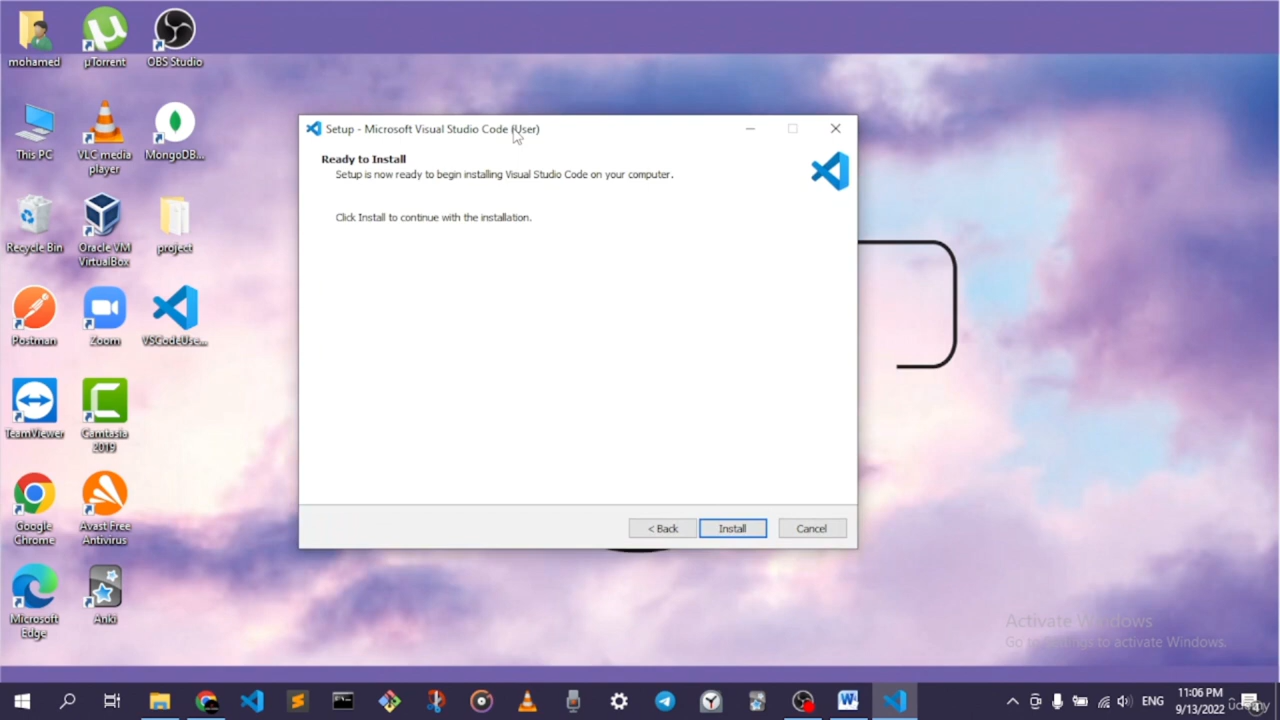 mohamed
µTorrent
OBS Studio
This PC
VLC media
player
MongoDB...
Recycle Bin
Oracle VM
VirtualBox
project
Postman
Zoom
VSCodeUse...
TeamViewer
Camtasia
2019
Google
Chrome
Avast Free
Antivirus
Microsoft
Edge
Anki
Setup - Microsoft Visual Studio Code (User)
Ready to Install
Setup is now ready to begin installing Visual Studio Code on your computer.
Click Install to continue with the installation.
< Back
Install
Cancel
Activate Windows
Go to Settings to activate Windows.
ENG
11:06 PM
9/13/2022
4
udemy